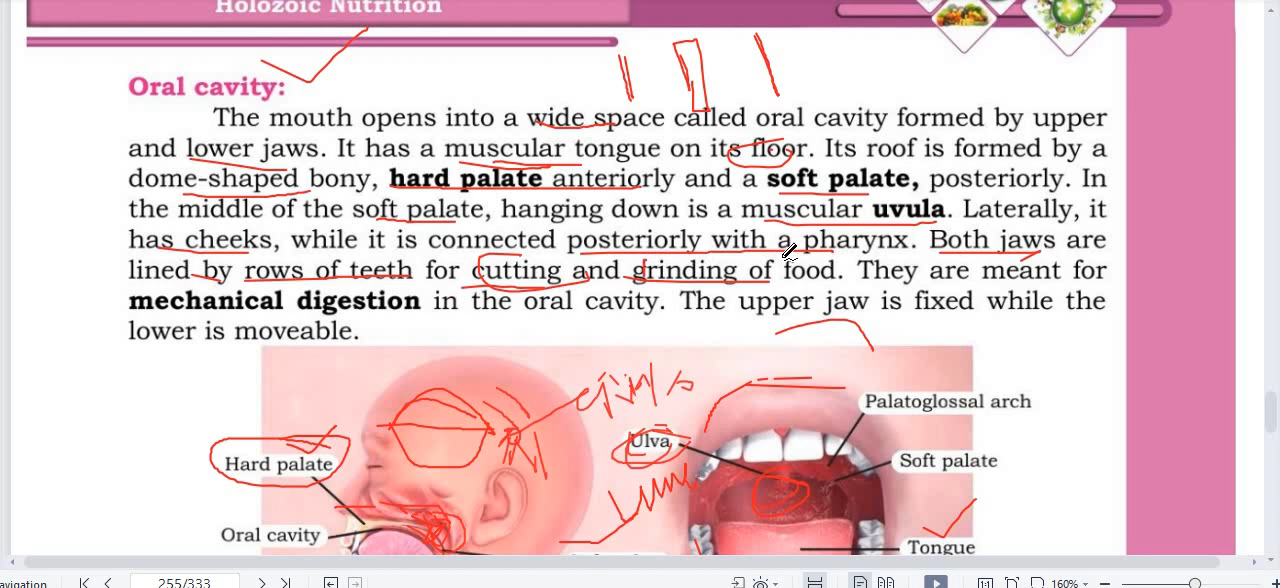 Holozoic Nutrition
Oral cavity:
The mouth opens into a wide space called oral cavity formed by upper
and lower jaws. It has a muscular tongue on its floor. Its roof is formed by a
dome-shaped bony, hard palate anteriorly and a soft palate, posteriorly. In
the middle of the soft palate, hanging down is a muscular uvula. Laterally, it
has cheeks, while it is connected posteriorly with a pharynx. Both jaws are
lined by rows of teeth for cutting and grinding of food. They are meant for
mechanical digestion in the oral cavity. The upper jaw is fixed while the
lower is moveable.
Palatoglossal arch
Ulva
Hard palate
Soft palate
Oral cavity
Tongue
avigation
255/333
1:1
160%